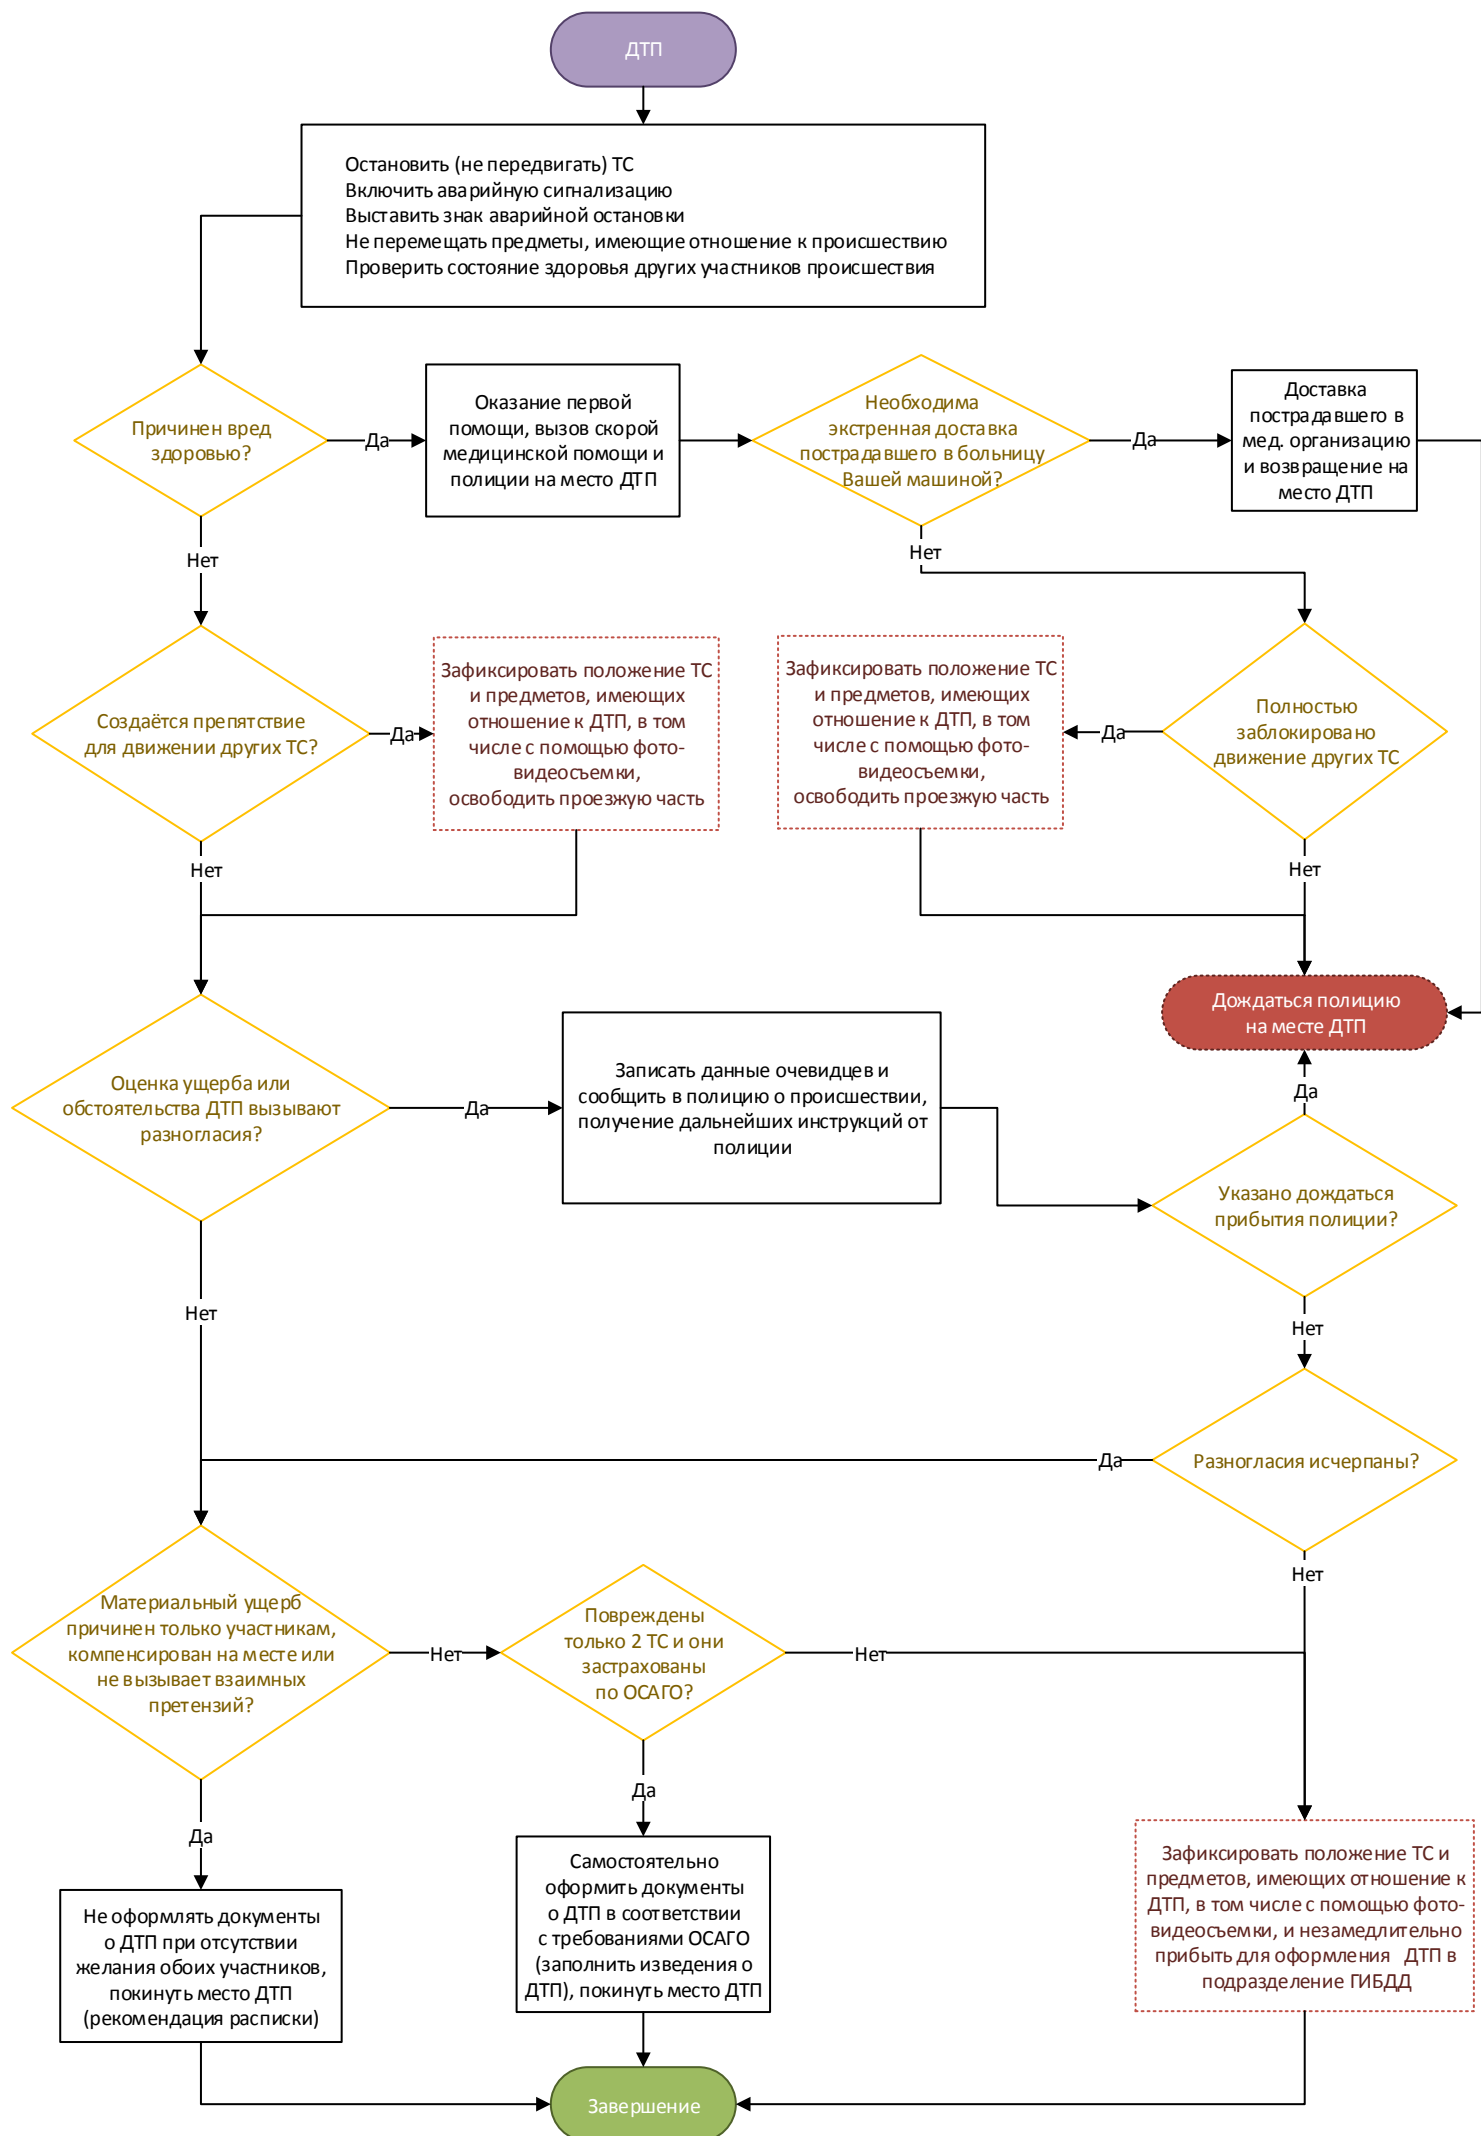 ДТП
Остановить (не передвигать) ТС
Включить аварийную сигнализацию
Выставить знак аварийной остановки
Не перемещать предметы, имеющие отношение к происшествию
Проверить состояние здоровья других участников происшествия
Причинен вред
здоровью?
Да
Оказание первой
помощи, вызов скорой
медицинской помощи и
полиции на место ДТП
Необходима
экстренная доставка
пострадавшего в больницу
Вашей машиной?
Да
Доставка
пострадавшего в
мед. организацию
и возвращение на
место ДТП
Нет
Нет
Создаётся препятствие
для движении других ТС?
Да
Зафиксировать положение ТС
и предметов, имеющих
отношение к ДТП, в том
числе с помощью фото-
видеосъемки,
освободить проезжую часть
Зафиксировать положение ТС
и предметов, имеющих
отношение к ДТП, в том
числе с помощью фото-
видеосъемки,
освободить проезжую часть
Да
Полностью
заблокировано
движение других ТС
Нет
Нет
Дождаться полицию
на месте ДТП
Оценка ущерба или
обстоятельства ДТП вызывают
разногласия?
Да
Записать данные очевидцев и
сообщить в полицию о происшествии,
получение дальнейших инструкций от
полиции
Да
Указано дождаться
прибытия полиции?
Нет
Нет
Да
Разногласия исчерпаны?
Нет
Материальный ущерб
причинен только участникам,
компенсирован на месте или
не вызывает взаимных
претензий?
Нет
Повреждены
только 2 ТС и они
застрахованы
по ОСАГО?
Нет
Да
Да
Не оформлять документы
о ДТП при отсутствии
желания обоих участников,
покинуть место ДТП
(рекомендация расписки)
Самостоятельно
оформить документы
о ДТП в соответствии
с требованиями ОСАГО
(заполнить изведения о
ДТП), покинуть место ДТП
Зафиксировать положение ТС и
предметов, имеющих отношение к
ДТП, в том числе с помощью фото-
видеосъемки, и незамедлительно
прибыть для оформления ДТП в
подразделение ГИБДД
Завершение